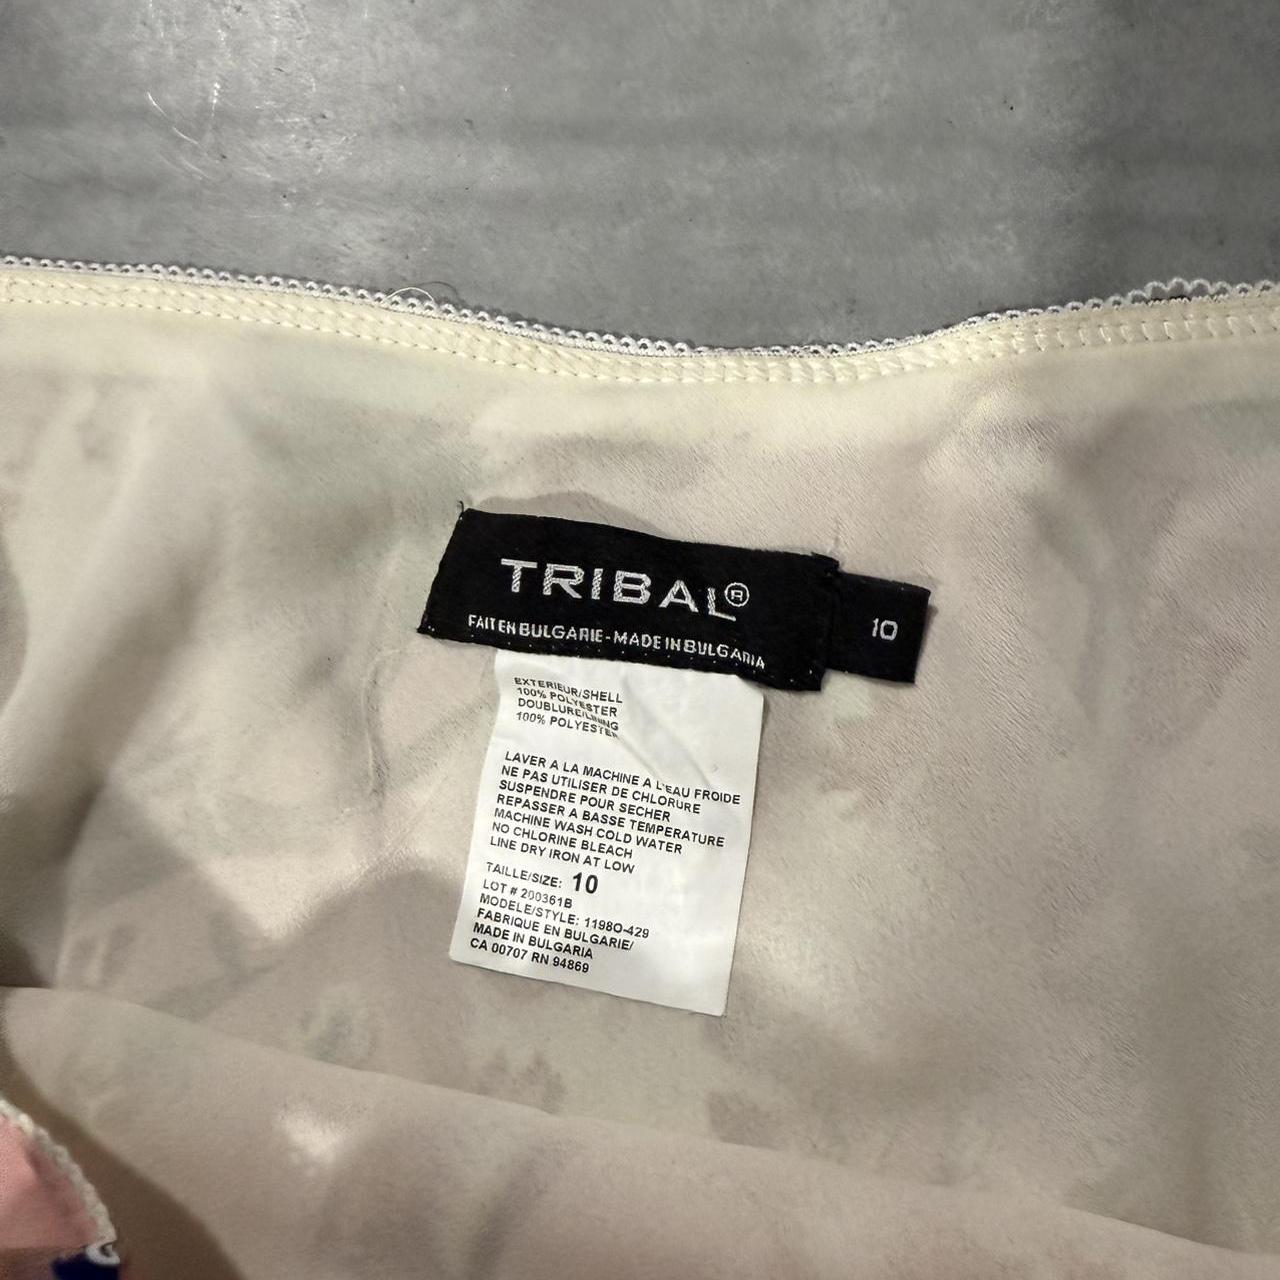 TRIBAL®
FAIT EN BULGARIE - MADE IN BULGARIA
10
EXTERIEUR/SHELL
100% POLYESTER
DOUBLURE/LINING
100% POLYESTER
LAVER A LA MACHINE A L'EAU FROIDE
NE PAS UTILISER DE CHLORURE
SUSPENDRE POUR SECHER
REPASSER A BASSE TEMPERATURE
MACHINE WASH COLD WATER
NO CHLORINE BLEACH
LINE DRY IRON AT LOW
TAILLE/SIZE: 10
LOT # 200361B
MODELE/STYLE: 1198O-429
FABRIQUE EN BULGARIE/
MADE IN BULGARIA
CA 00707 RN 94869